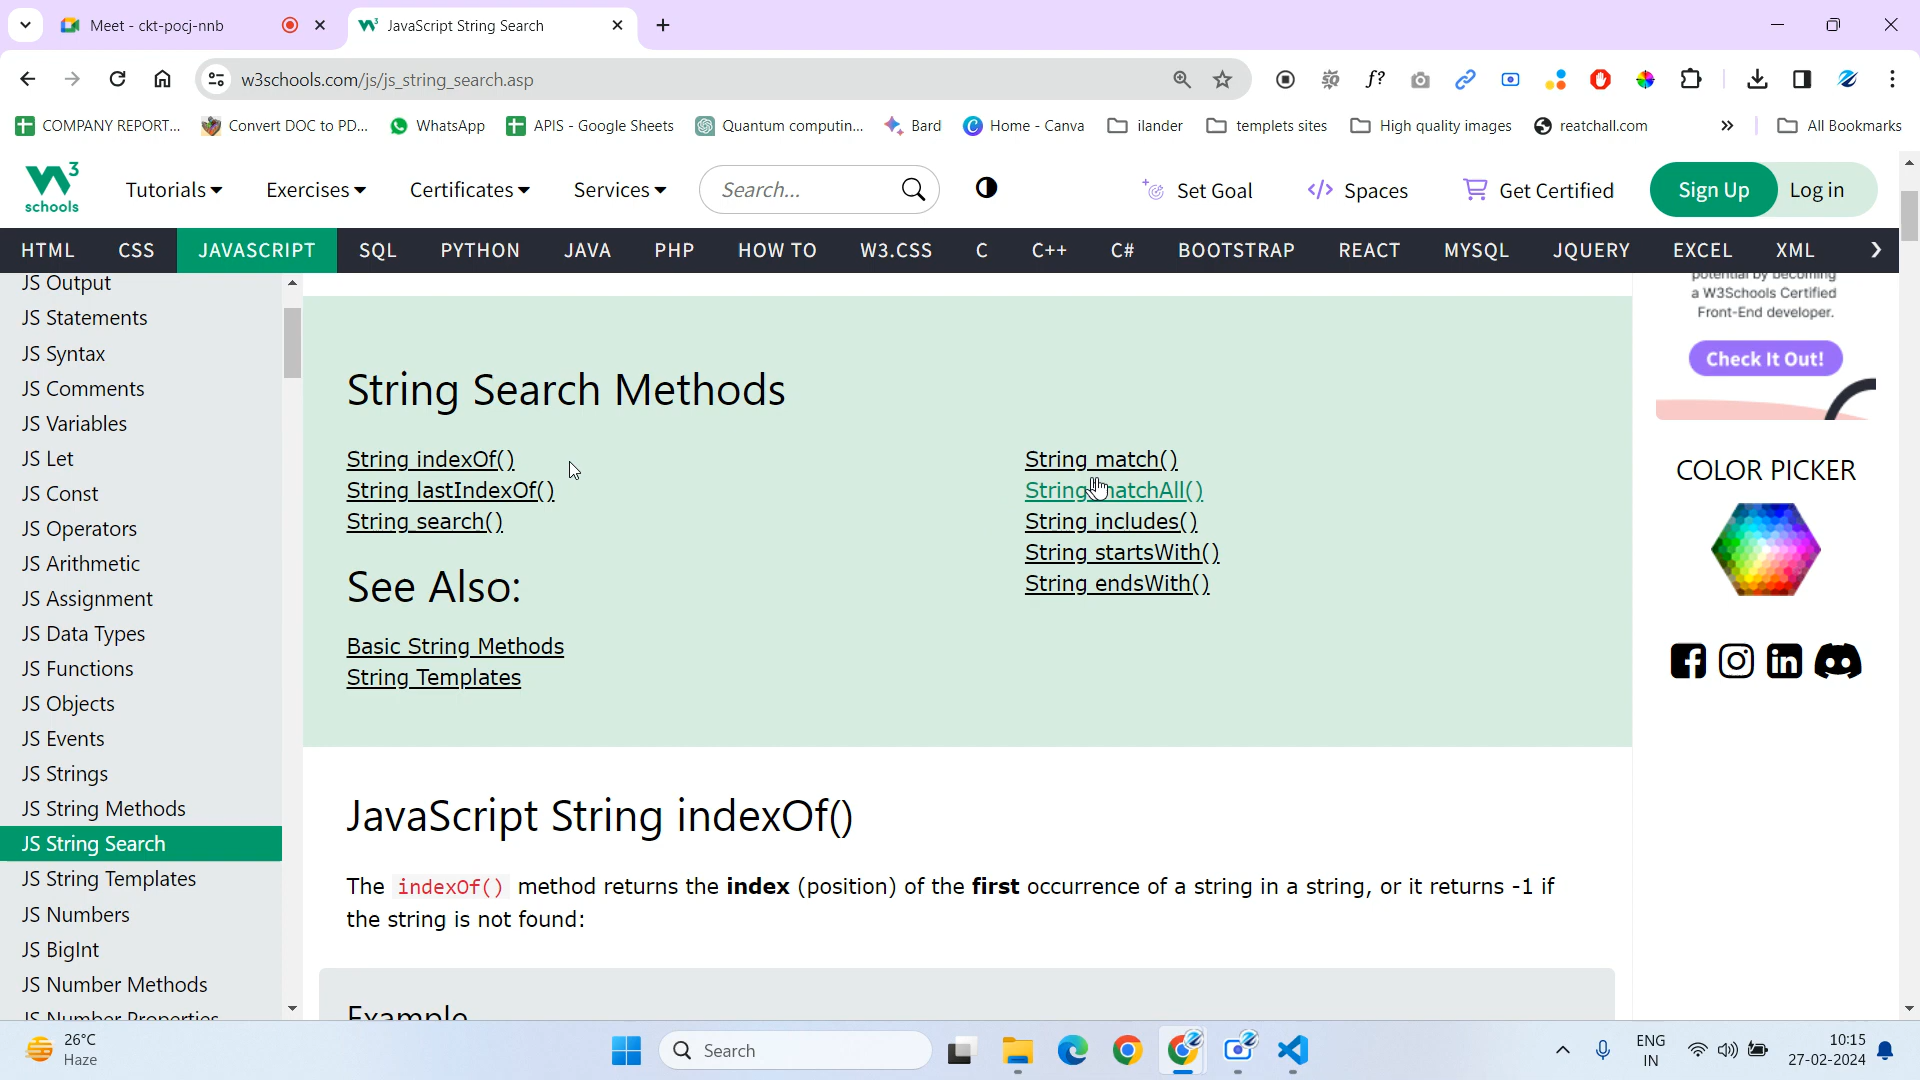 Meet - ckt-pocj-nnb
JavaScript String Search
w3schools.com/js/js_string_search.asp
f?
COMPANY REPORT...
Convert DOC to PD...
WhatsApp
APIS - Google Sheets
Quantum computin...
Bard
Home - Canva
ilander
templets sites
High quality images
reatchall.com
All Bookmarks
W3
schools
Tutorials
Exercises
Certificates
Services
Search...
Set Goal
Spaces
Get Certified
Sign Up
Log in
HTML
CSS
JAVASCRIPT
SQL
PYTHON
JAVA
PHP
HOW TO
W3.CSS
C
C++
C#
BOOTSTRAP
REACT
MYSQL
JQUERY
EXCEL
XML
JS Output
JS Statements
JS Syntax
JS Comments
JS Variables
JS Let
JS Const
JS Operators
JS Arithmetic
JS Assignment
JS Data Types
JS Functions
JS Objects
JS Events
JS Strings
JS String Methods
JS String Search
JS String Templates
JS Numbers
JS BigInt
JS Number Methods
JS Number Properties
String Search Methods
String indexOf()
String lastIndexOf()
String search()
See Also:
Basic String Methods
String Templates
String match()
String matchAll()
String includes()
String startsWith()
String endsWith()
JavaScript String indexOf()
The indexOf() method returns the index (position) of the first occurrence of a string in a string, or it returns -1 if
the string is not found:
Example
potential by becoming
a W3Schools Certified
Front-End developer.
Check It Out!
COLOR PICKER
26°C
Haze
Search
ENG
IN
10:15
27-02-2024